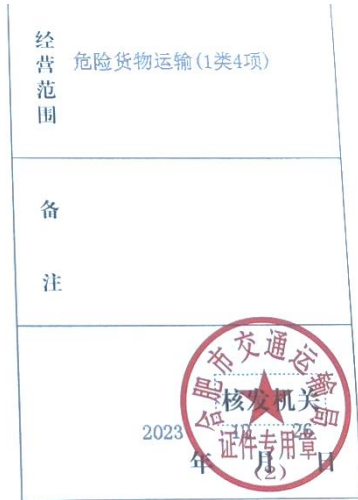 经营范围
危险货物运输(1类4项)
备注
合肥市交通运输局
核发机关
证件专用章
(2)
2023 年 12 月 26 日